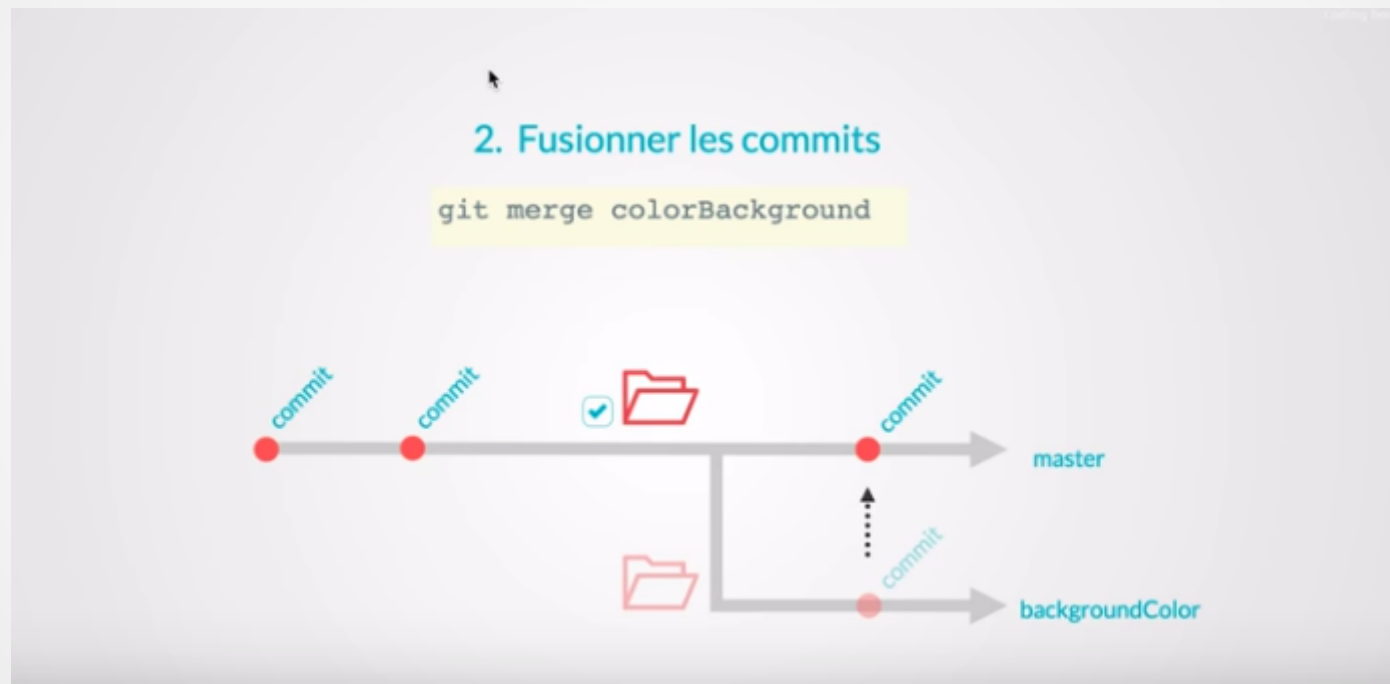 2. Fusionner les commits
git merge colorBackground
commit
commit
commit
master
commit
backgroundColor